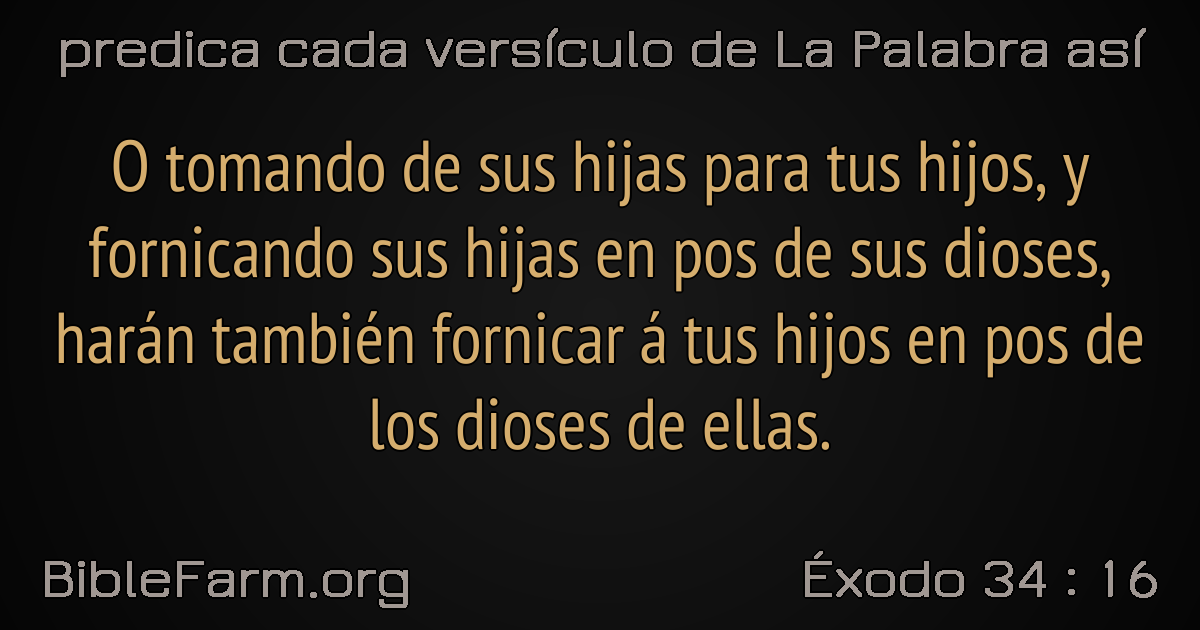 predica cada versículo de La Palabra así
O tomando de sus hijas para tus hijos, y
fornicando sus hijas en pos de sus dioses,
harán también fornicar á tus hijos en pos de
los dioses de ellas.
BibleFarm.org
Éxodo 34 : 16